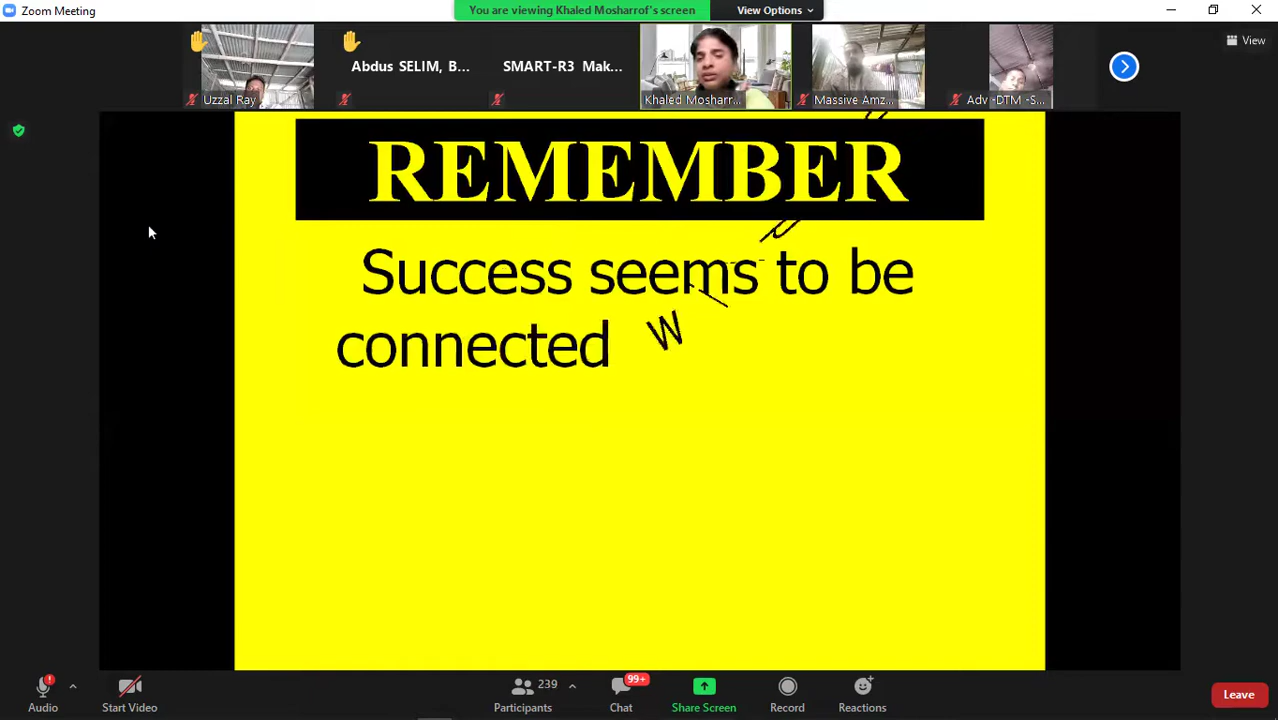 Zoom Meeting
You are viewing Khaled Mosharrof's screen
View Options
View
Uzzal Ray
Abdus SELIM, B...
SMART-R3 Mak...
Khaled Mosharr...
Massive Amz...
Adv -DTM -S...
REMEMBER
Success seems to be
connected W
Audio
Start Video
239
Participants
99+
Chat
Share Screen
Record
Reactions
Leave